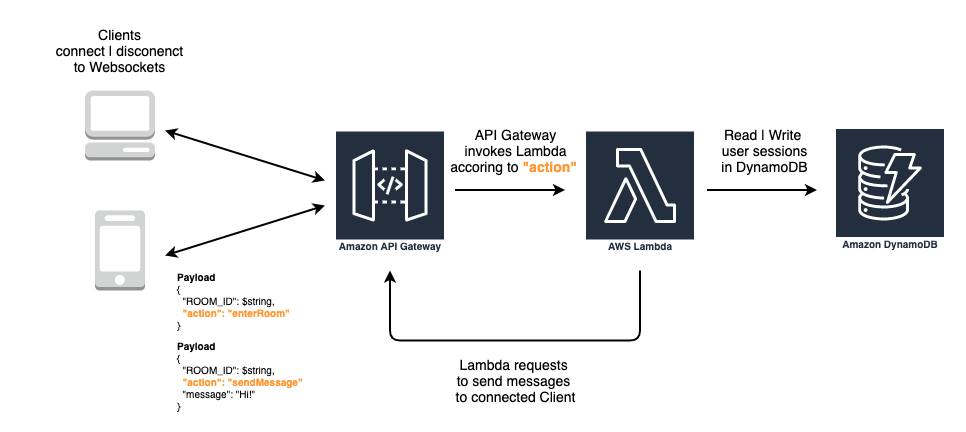 Clients
connect | disconenct
to Websockets
API Gateway
invokes Lambda
accoring to "action"
Read | Write
user sessions
in DynamoDB
</>
Amazon API Gateway
AWS Lambda
Amazon DynamoDB
Payload
{
"ROOM_ID": $string,
"action": "enterRoom"
}
Payload
{
"ROOM_ID": $string,
"action": "sendMessage"
"message": "Hi!"
}
Lambda requests
to send messages
to connected Client